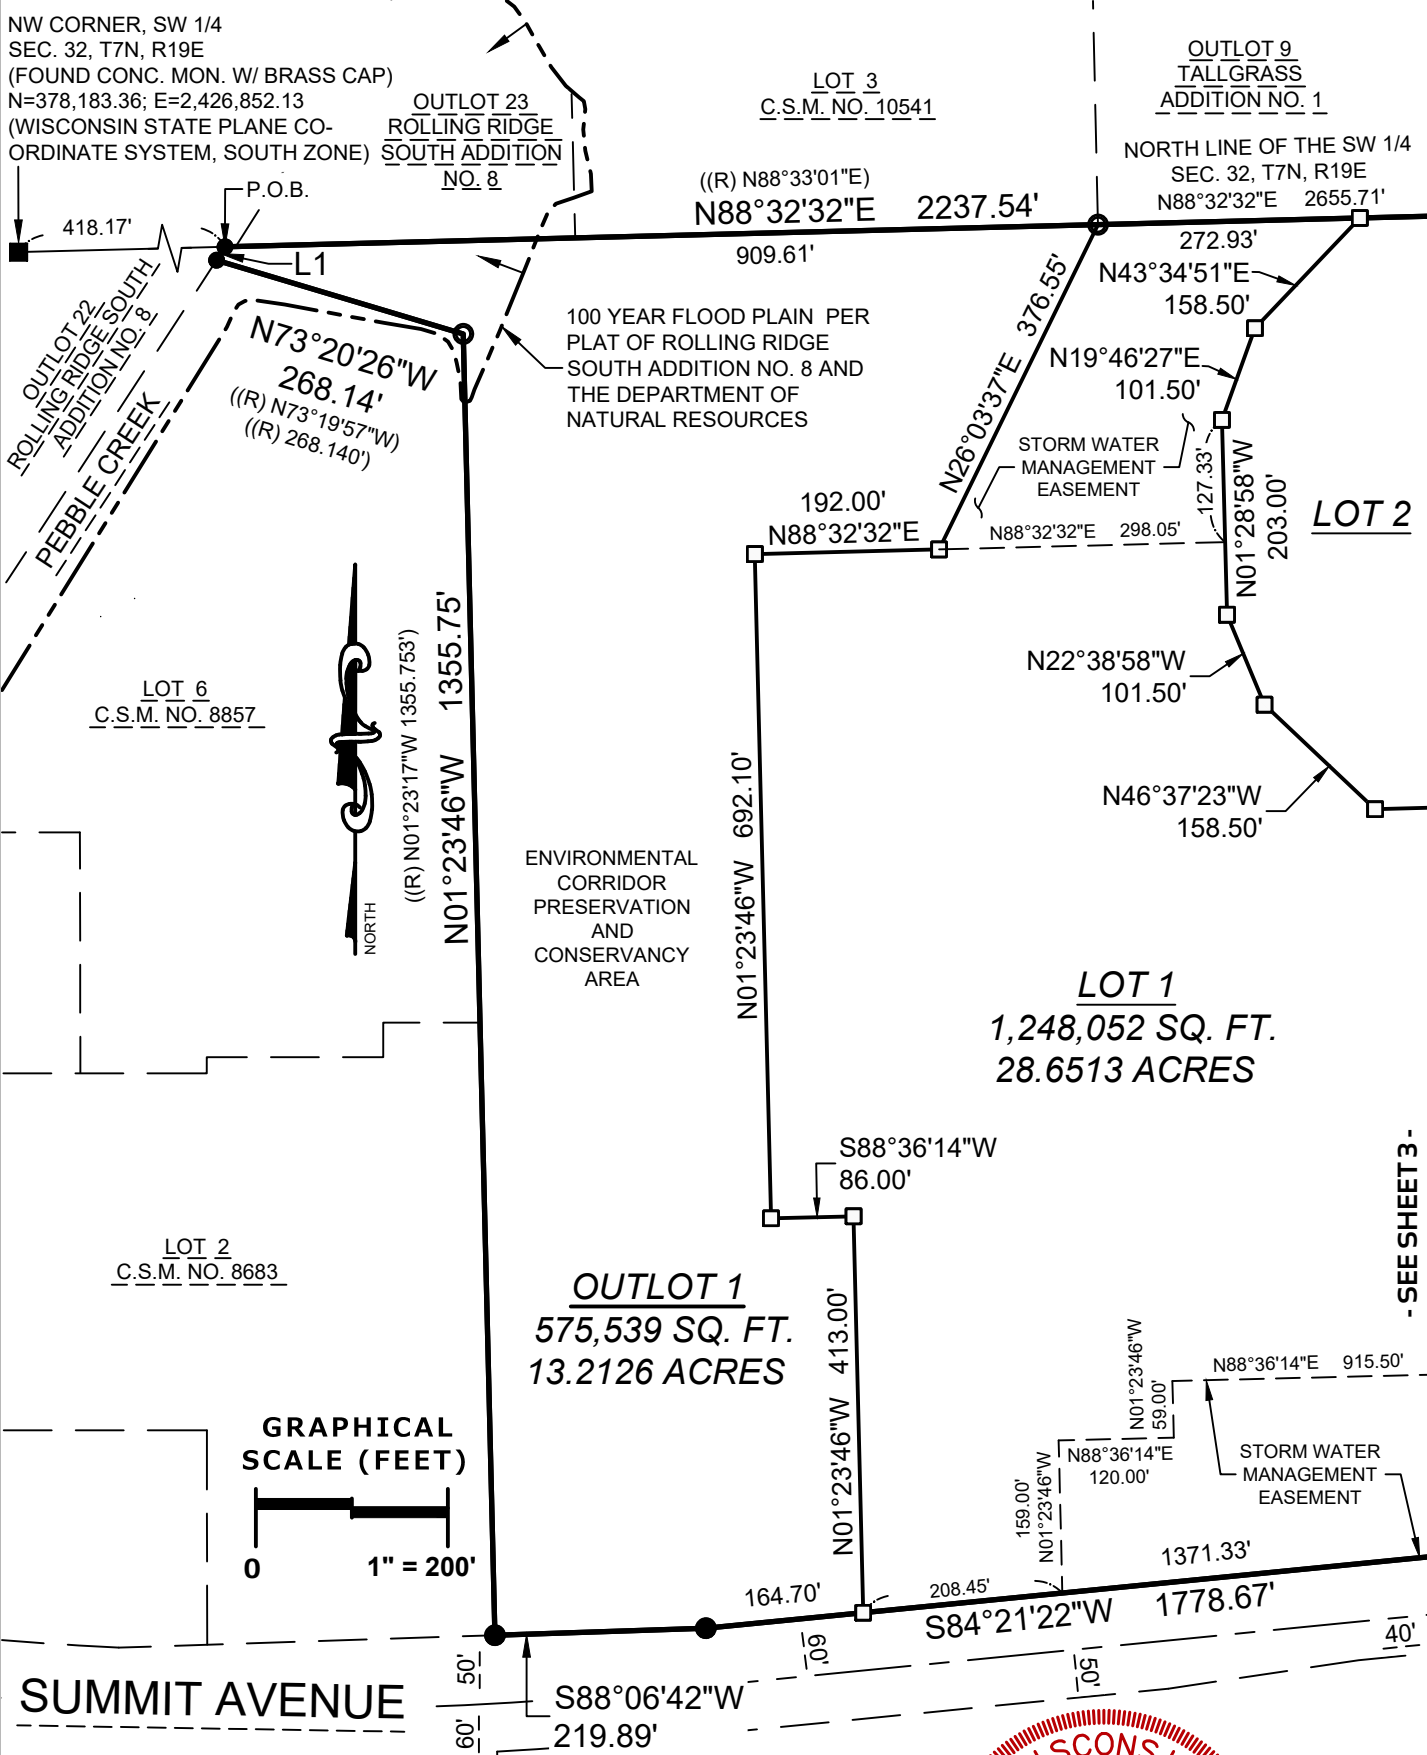 NW CORNER, SW 1/4
SEC. 32, T7N, R19E
(FOUND CONC. MON. W/ BRASS CAP)
N=378,183.36; E=2,426,852.13
(WISCONSIN STATE PLANE CO-
ORDINATE SYSTEM, SOUTH ZONE)
OUTLOT 23
ROLLING RIDGE
SOUTH ADDITION
NO. 8
LOT 3
C.S.M. NO. 10541
OUTLOT 9
TALLGRASS
ADDITION NO. 1
NORTH LINE OF THE SW 1/4
SEC. 32, T7N, R19E
N88°32'32"E 2655.71'
P.O.B.
418.17'
((R) N88°33'01"E)
N88°32'32"E 2237.54'
909.61'
272.93'
L1
OUTLOT 22
ROLLING RIDGE SOUTH
ADDITION NO. 8
PEBBLE CREEK
N73°20'26"W
268.14'
((R) N73°19'57"W)
((R) 268.140')
100 YEAR FLOOD PLAIN PER
PLAT OF ROLLING RIDGE
SOUTH ADDITION NO. 8 AND
THE DEPARTMENT OF
NATURAL RESOURCES
N26°03'37"E 376.55'
N43°34'51"E
158.50'
N19°46'27"E
101.50'
STORM WATER
MANAGEMENT
EASEMENT
127.33'
N01°28'58"W
203.00'
LOT 2
192.00'
N88°32'32"E
N88°32'32"E 298.05'
N22°38'58"W
101.50'
N46°37'23"W
158.50'
LOT 6
C.S.M. NO. 8857
NORTH
((R) N01°23'17"W 1355.753')
N01°23'46"W 1355.75'
ENVIRONMENTAL
CORRIDOR
PRESERVATION
AND
CONSERVANCY
AREA
N01°23'46"W 692.10'
LOT 1
1,248,052 SQ. FT.
28.6513 ACRES
S88°36'14"W
86.00'
- SEE SHEET 3 -
LOT 2
C.S.M. NO. 8683
OUTLOT 1
575,539 SQ. FT.
13.2126 ACRES
N01°23'46"W 413.00'
N01°23'46"W
59.00'
N88°36'14"E 915.50'
N88°36'14"E
120.00'
159.00'
N01°23'46"W
STORM WATER
MANAGEMENT
EASEMENT
GRAPHICAL
SCALE (FEET)
0 1" = 200'
164.70'
208.45'
1371.33'
S84°21'22"W 1778.67'
SUMMIT AVENUE
50'
60'
S88°06'42"W
219.89'
60'
50'
40'